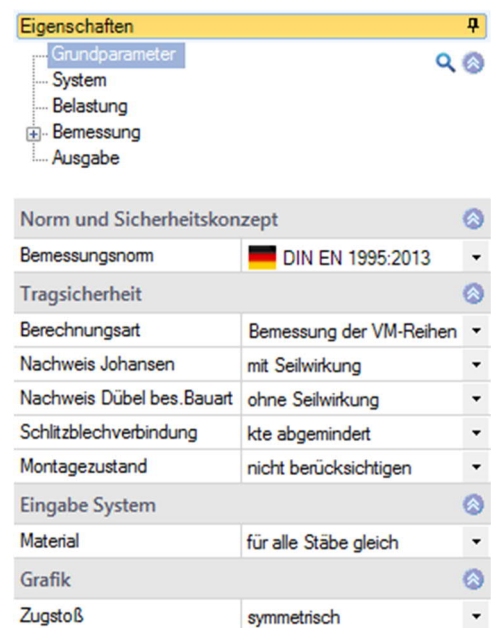 Eigenschaften
Grundparameter
System
Belastung
Bemessung
Ausgabe
Norm und Sicherheitskonzept
Bemessungsnorm DIN EN 1995:2013
Tragsicherheit
Berechnungsart Bemessung der VM-Reihen
Nachweis Johansen mit Seilwirkung
Nachweis Dübel bes.Bauart ohne Seilwirkung
Schlitzblechverbindung kte abgemindert
Montagezustand nicht berücksichtigen
Eingabe System
Material für alle Stäbe gleich
Grafik
Zugstoß symmetrisch